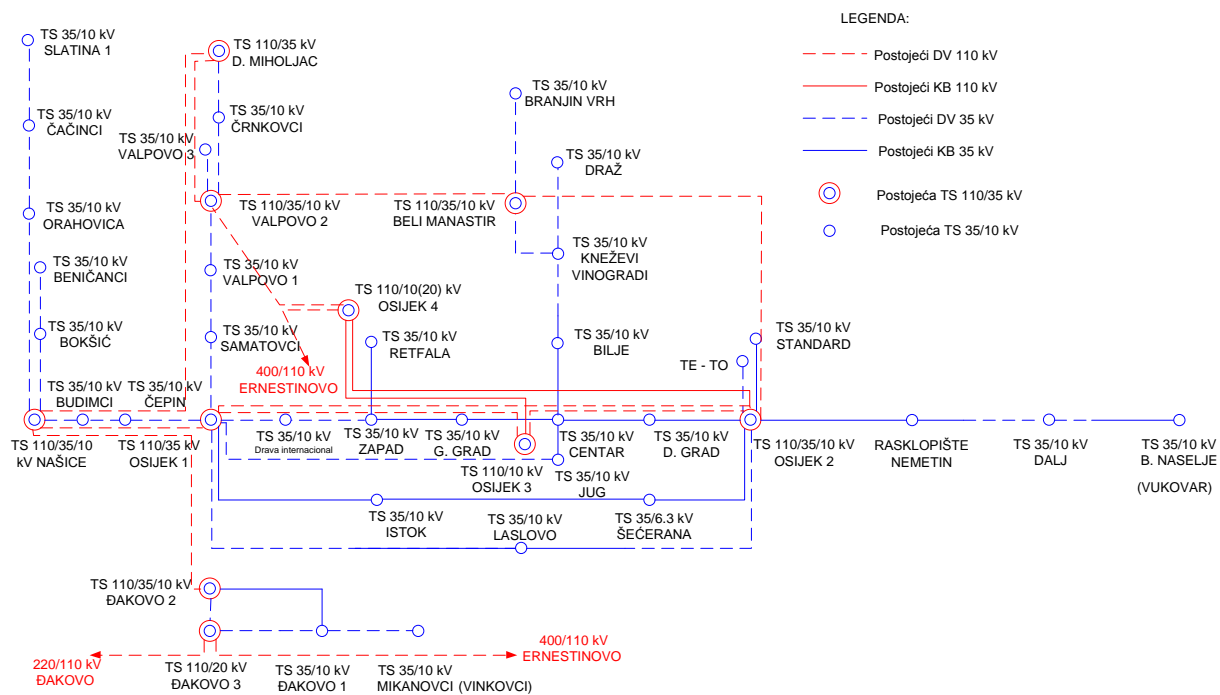 LEGENDA:
Postojeći DV 110 kV
Postojeći KB 110 kV
Postojeći DV 35 kV
Postojeći KB 35 kV
Postojeća TS 110/35 kV
Postojeća TS 35/10 kV
TS 35/10 kV
SLATINA 1
TS 110/35 kV
D. MIHOLJAC
TS 35/10 kV
BRANJIN VRH
TS 35/10 kV
ČAČINCI
TS 35/10 kV
VALPOVO 3
TS 35/10 kV
ČRNKOVCI
TS 35/10 kV
DRAŽ
TS 35/10 kV
ORAHOVICA
TS 110/35/10 kV
VALPOVO 2
TS 110/35/10 kV
BELI MANASTIR
TS 35/10 kV
KNEŽEVI
VINOGRADI
TS 35/10 kV
BENIČANCI
TS 35/10 kV
VALPOVO 1
TS 110/10(20) kV
OSIJEK 4
TS 35/10 kV
BOKŠIĆ
TS 35/10 kV
SAMATOVCI
TS 35/10 kV
RETFALA
TS 35/10 kV
BILJE
TS 35/10 kV
STANDARD
TE - TO
400/110 kV
ERNESTINOVO
TS 35/10 kV
BUDIMCI
TS 35/10 kV
ČEPIN
TS 110/35/10
kV NAŠICE
TS 110/35 kV
OSIJEK 1
TS 35/10 kV
Drava internacional
TS 35/10 kV
ZAPAD
TS 35/10 kV
G. GRAD
TS 110/10 kV
OSIJEK 3
TS 35/10 kV
CENTAR
TS 35/10 kV
JUG
TS 35/10 kV
D. GRAD
TS 110/35/10 kV
OSIJEK 2
RASKLOPIŠTE
NEMETIN
TS 35/10 kV
DALJ
TS 35/10 kV
B. NASELJE
(VUKOVAR)
TS 35/10 kV
ISTOK
TS 35/10 kV
LASLOVO
TS 35/6.3 kV
ŠEĆERANA
TS 110/35/10 kV
ĐAKOVO 2
220/110 kV
ĐAKOVO
TS 110/20 kV
ĐAKOVO 3
TS 35/10 kV
ĐAKOVO 1
TS 35/10 kV
MIKANOVCI (VINKOVCI)
400/110 kV
ERNESTINOVO